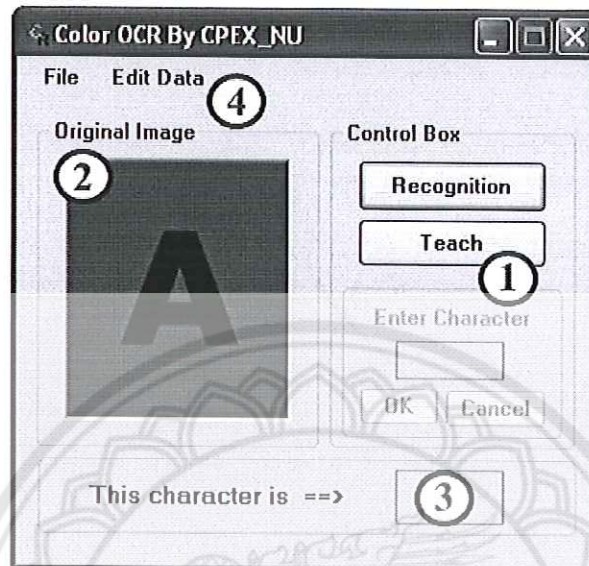 Color OCR By CPEX_NU
File Edit Data
4
Original Image
Control Box
2
A
Recognition
Teach
1
Enter Character
OK Cancel
This character is ==> 3